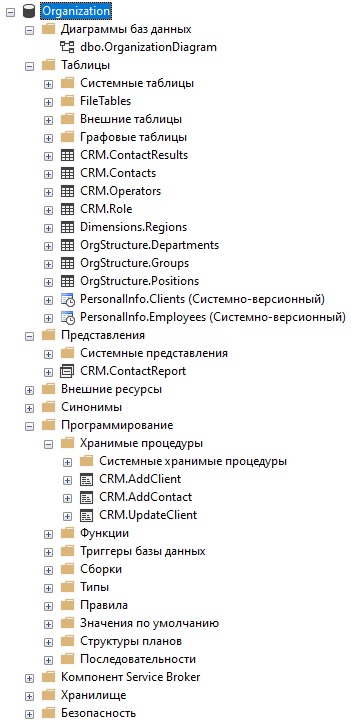 Organization
Диаграммы баз данных
dbo.OrganizationDiagram
Таблицы
Системные таблицы
FileTables
Внешние таблицы
Графовые таблицы
CRM.ContactResults
CRM.Contacts
CRM.Operators
CRM.Role
Dimensions.Regions
OrgStructure.Departments
OrgStructure.Groups
OrgStructure.Positions
PersonalInfo.Clients (Системно-версионный)
PersonalInfo.Employees (Системно-версионный)
Представления
Системные представления
CRM.ContactReport
Внешние ресурсы
Синонимы
Программирование
Хранимые процедуры
Системные хранимые процедуры
CRM.AddClient
CRM.AddContact
CRM.UpdateClient
Функции
Триггеры базы данных
Сборки
Типы
Правила
Значения по умолчанию
Структуры планов
Последовательности
Компонент Service Broker
Хранилище
Безопасность